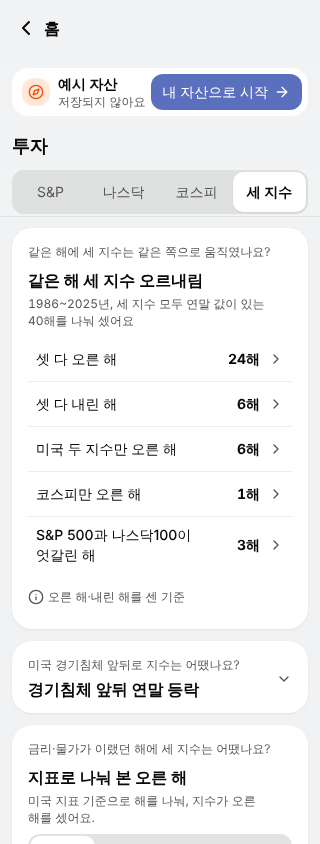 홈
예시 자산
저장되지 않아요
내 자산으로 시작
투자
S&P
나스닥
코스피
세 지수
같은 해에 세 지수는 같은 쪽으로 움직였나요?
같은 해 세 지수 오르내림
1986~2025년, 세 지수 모두 연말 값이 있는
40해를 나눠 셌어요
셋 다 오른 해 24해
셋 다 내린 해 6해
미국 두 지수만 오른 해 6해
코스피만 오른 해 1해
S&P 500과 나스닥100이
엇갈린 해 3해
오른 해·내린 해를 센 기준
미국 경기침체 앞뒤로 지수는 어땠나요?
경기침체 앞뒤 연말 등락
금리·물가가 이랬던 해에 세 지수는 어땠나요?
지표로 나눠 본 오른 해
미국 지표 기준으로 해를 나눠, 지수가 오른
해를 셌어요.